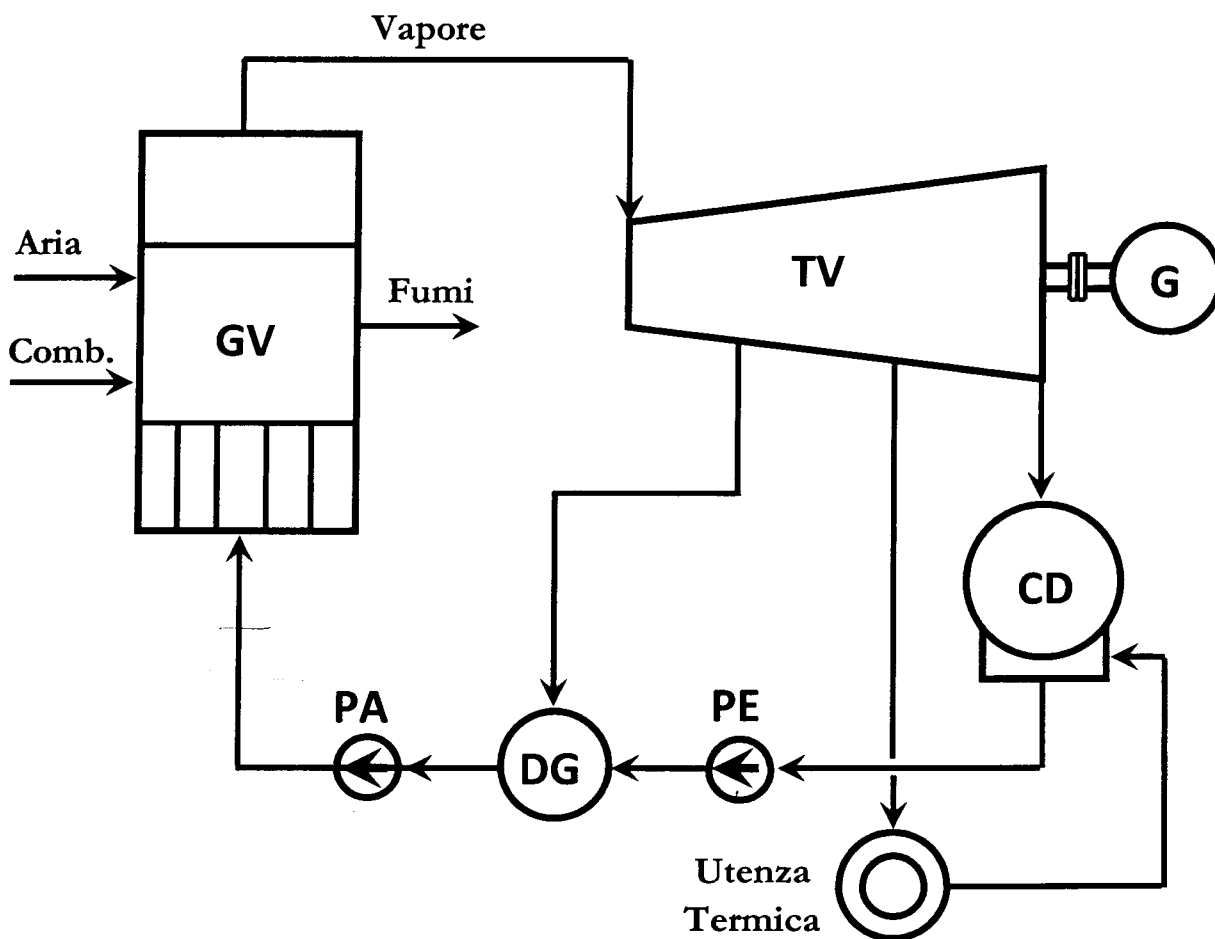 Vapore
Aria
TV
G
Fumi
GV
Comb.
CD
PA
PE
DG
Utenza
Termica